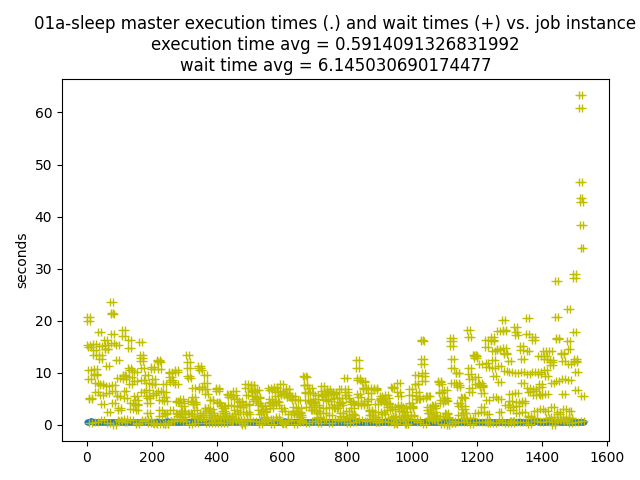 01a-sleep master execution times (.) and wait times (+) vs. job instance
execution time avg = 0.5914091326831992
wait time avg = 6.145030690174477
60
50
40
30
20
10
0
seconds
0 200 400 600 800 1000 1200 1400 1600